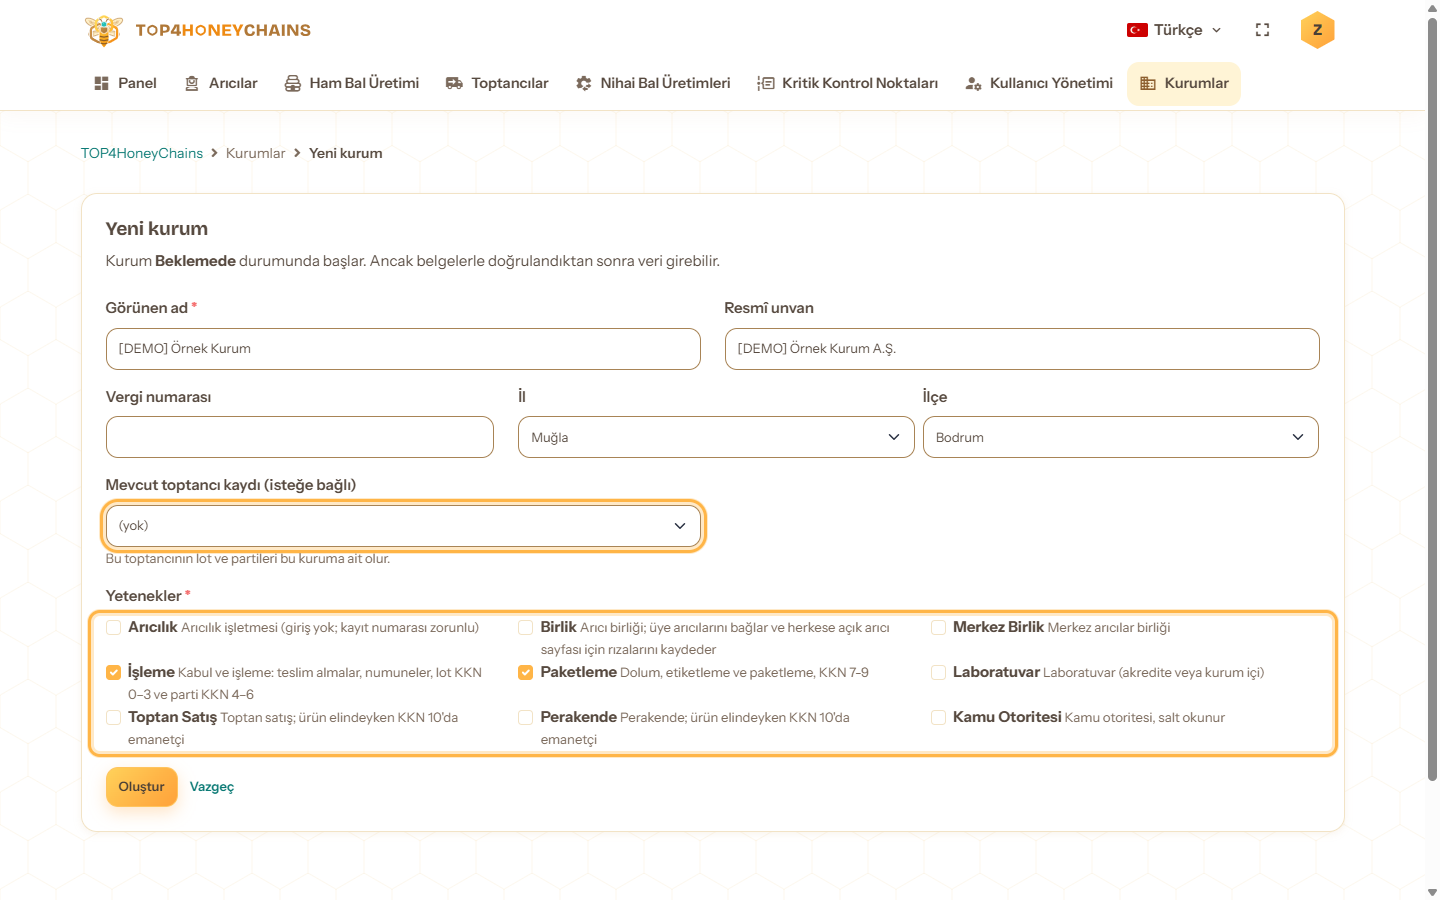 TOP4HONEYCHAINS
Türkçe
Z
Panel
Arıcılar
Ham Bal Üretimi
Toptancılar
Nihai Bal Üretimleri
Kritik Kontrol Noktaları
Kullanıcı Yönetimi
Kurumlar
TOP4HoneyChains > Kurumlar > Yeni kurum
Yeni kurum
Kurum Beklemede durumunda başlar. Ancak belgelerle doğrulandıktan sonra veri girebilir.
Görünen ad *
Resmî unvan
[DEMO] Örnek Kurum
[DEMO] Örnek Kurum A.Ş.
Vergi numarası
İl
İlçe
Muğla
Bodrum
Mevcut toptancı kaydı (isteğe bağlı)
(yok)
Bu toptancının lot ve partileri bu kuruma ait olur.
Yetenekler *
Arıcılık Arıcılık işletmesi (giriş yok; kayıt numarası zorunlu)
Birlik Arıcı birliği; üye arıcılarını bağlar ve herkese açık arıcı
sayfası için rızalarını kaydeder
Merkez Birlik Merkez arıcılar birliği
İşleme Kabul ve işleme: teslim almalar, numuneler, lot KKN
0–3 ve parti KKN 4–6
Paketleme Dolum, etiketleme ve paketleme, KKN 7-9
Laboratuvar Laboratuvar (akredite veya kurum içi)
Toptan Satış Toptan satış; ürün elindeyken KKN 10'da
emanetçi
Perakende Perakende; ürün elindeyken KKN 10'da
emanetçi
Kamu Otoritesi Kamu otoritesi, salt okunur
Oluştur
Vazgeç